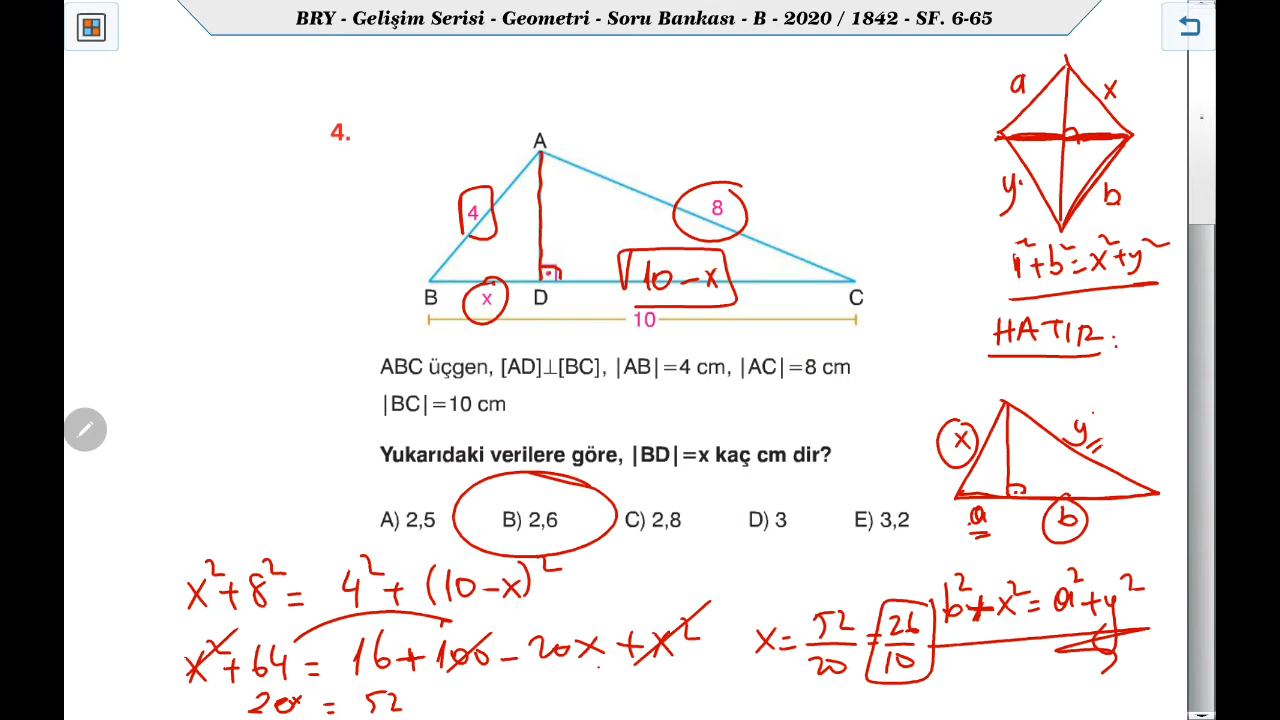 BRY - Gelişim Serisi - Geometri - Soru Bankası - B - 2020 / 1842 - SF. 6-65
4.
A
4
8
10 - x
B
x
D
C
10
ABC üçgen, [AD]⊥[BC], |AB|=4 cm, |AC|=8 cm
|BC|=10 cm
Yukarıdaki verilere göre, |BD|=x kaç cm dir?
A) 2,5 B) 2,6 C) 2,8 D) 3 E) 3,2
x² + 8² = 4² + (10 - x)²
x² + 64 = 16 + 100 - 20x + x²
20x = 52
x = 52/20 = 26/10
a
x
y
b
a² + b² = x² + y²
HATIR :
x
y
a
b
b² + x² = a² + y²